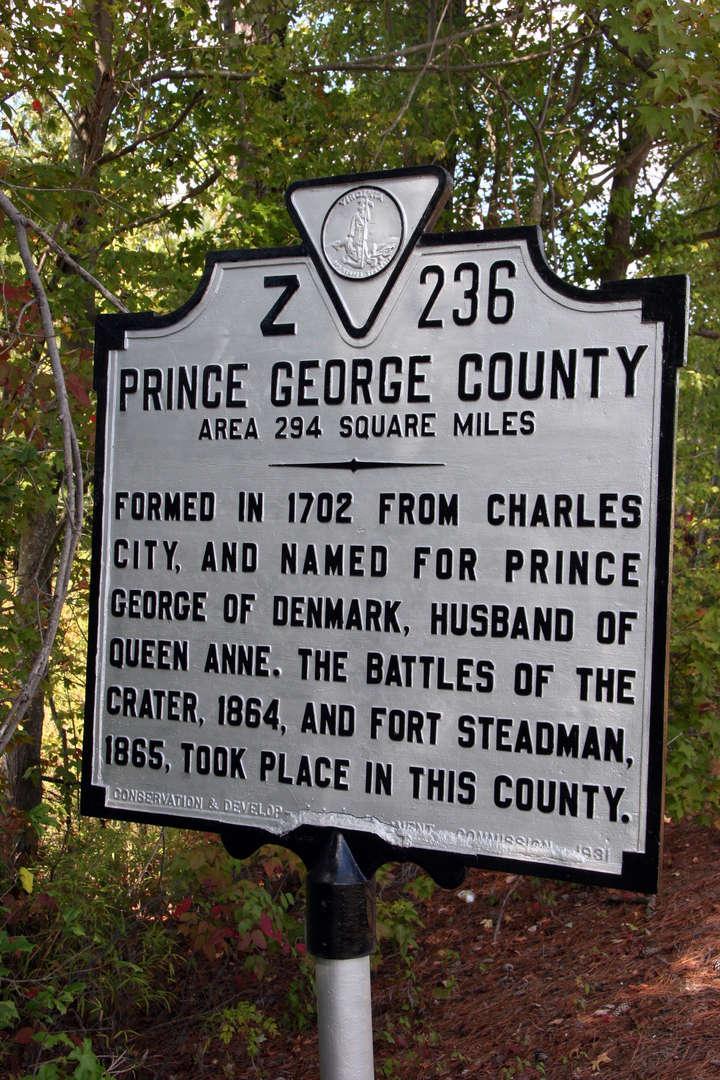 VIRGINIA
Z 236
PRINCE GEORGE COUNTY
AREA 294 SQUARE MILES
FORMED IN 1702 FROM CHARLES
CITY, AND NAMED FOR PRINCE
GEORGE OF DENMARK, HUSBAND OF
QUEEN ANNE. THE BATTLES OF THE
CRATER, 1864, AND FORT STEADMAN,
1865, TOOK PLACE IN THIS COUNTY.
CONSERVATION & DEVELOP MENT COMMISSION 1931